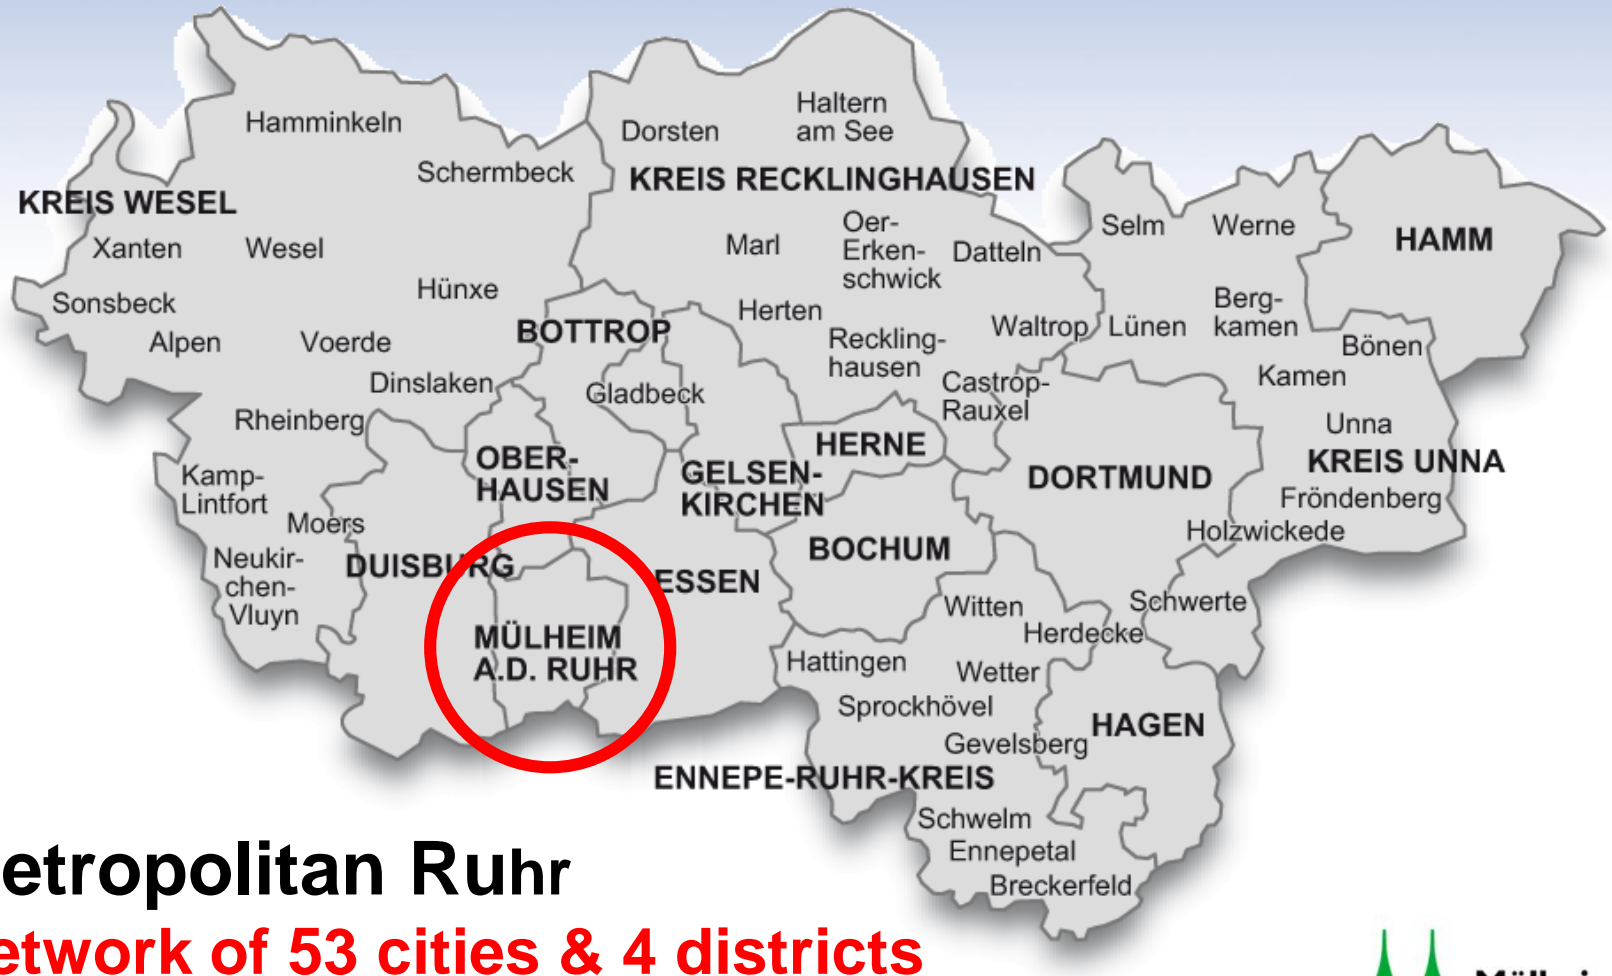 Hamminkeln
Haltern
am See
Dorsten
Schermbeck
KREIS RECKLINGHAUSEN
KREIS WESEL
Xanten
Wesel
Marl
Oer-
Erken-
schwick
Datteln
Selm
Werne
HAMM
Sonsbeck
Hünxe
Herten
Alpen
Voerde
BOTTROP
Reckling-
hausen
Waltrop
Lünen
Berg-
kamen
Bönen
Dinslaken
Gladbeck
Castrop-
Rauxel
Kamen
Rheinberg
Unna
OBER-
HAUSEN
GELSEN-
KIRCHEN
HERNE
DORTMUND
KREIS UNNA
Kamp-
Lintfort
Fröndenberg
Moers
Holzwickede
Neukir-
chen-
Vluyn
DUISBURG
ESSEN
BOCHUM
Witten
Schwerte
MÜLHEIM
A.D. RUHR
Herdecke
Hattingen
Wetter
Sprockhövel
Gevelsberg
HAGEN
ENNEPE-RUHR-KREIS
Schwelm
Ennepetal
Breckerfeld
etropolitan Ruhr
etwork of 53 cities & 4 districts